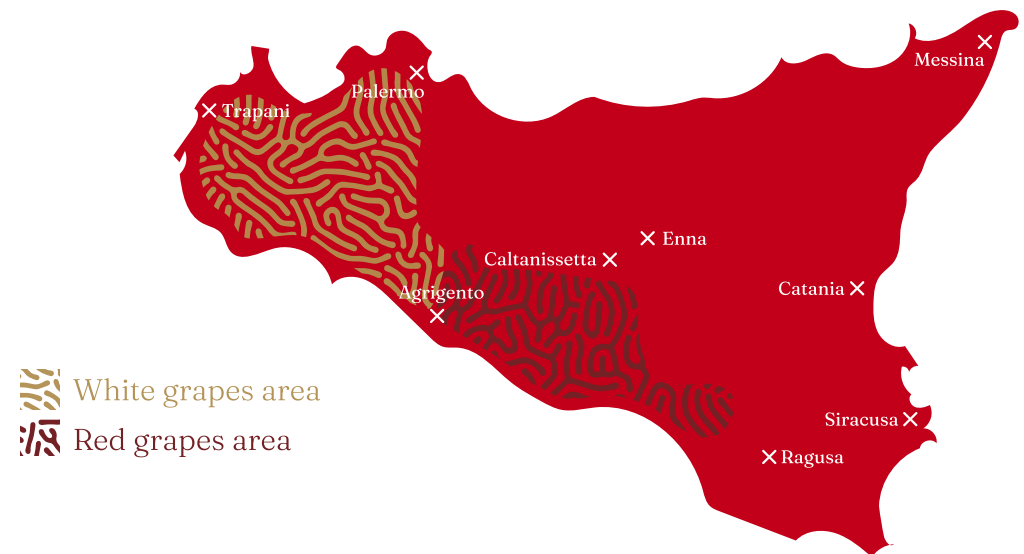 Messina
Palermo
Trapani
Enna
Caltanissetta
Catania
Agrigento
White grapes area
Siracusa
Red grapes area
Ragusa